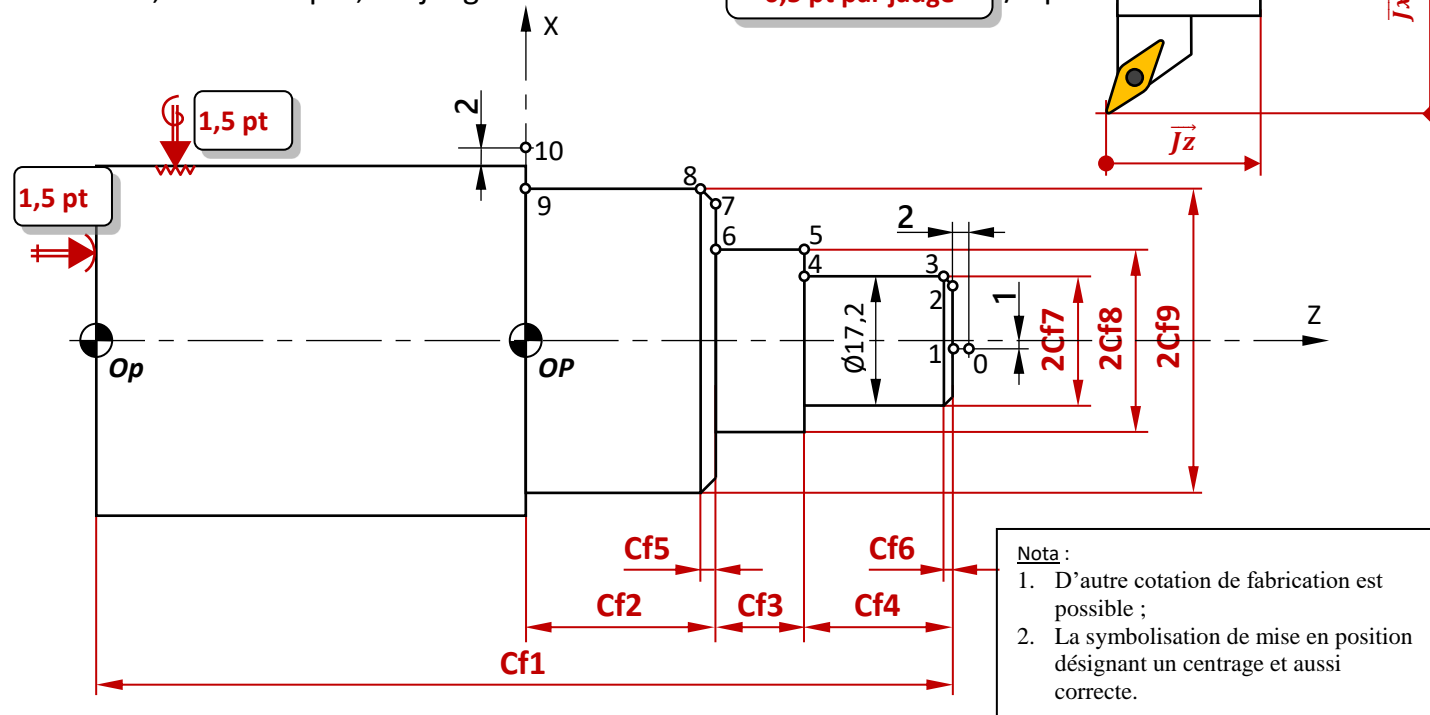 0,5 pt par jauge
Jx
X
2
1,5 pt
10
Jz
1,5 pt
8
7
9
2
6
5
4
3
2
1
Z
Ø17,2
1
0
2Cf7
2Cf8
2Cf9
Op
OP
Cf5
Cf6
Cf2
Cf3
Cf4
Cf1
Nota :
1. D'autre cotation de fabrication est
possible ;
2. La symbolisation de mise en position
désignant un centrage et aussi
correcte.